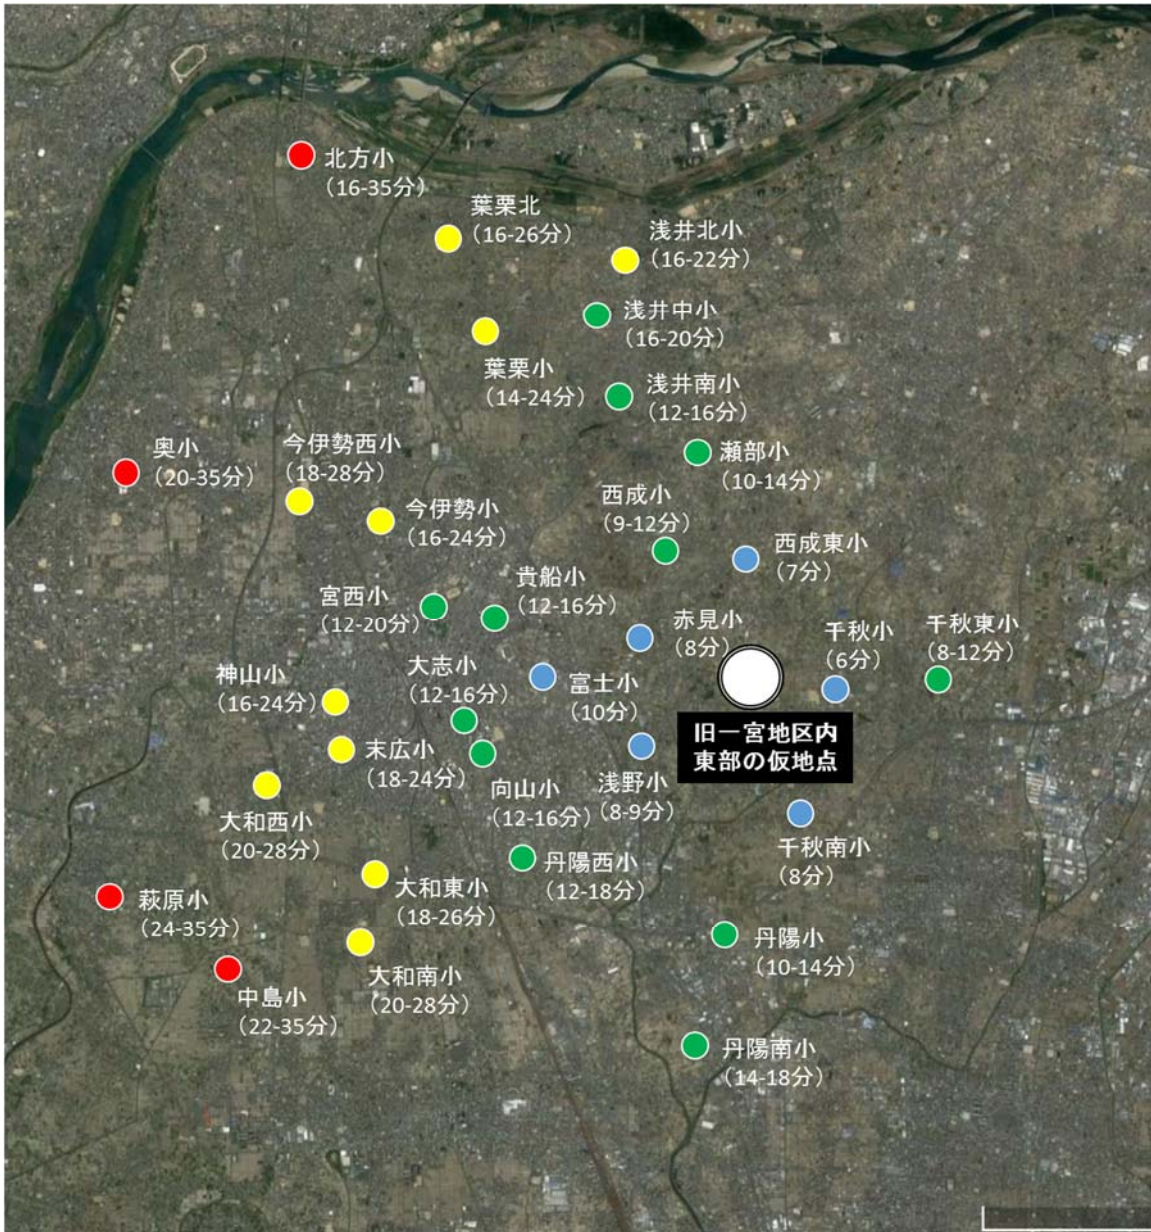 北方小
（16-35分）
葉栗北
（16-26分）
浅井北小
（16-22分）
浅井中小
（16-20分）
葉栗小
（14-24分）
浅井南小
（12-16分）
瀬部小
（10-14分）
奥小
（20-35分）
今伊勢西小
（18-28分）
今伊勢小
（16-24分）
西成小
（9-12分）
西成東小
（7分）
貴船小
（12-16分）
宮西小
（12-20分）
赤見小
（8分）
千秋小
（6分）
千秋東小
（8-12分）
大志小
（12-16分）
神山小
（16-24分）
富士小
（10分）
旧一宮地区内
東部の仮地点
末広小
（18-24分）
向山小
（12-16分）
浅野小
（8-9分）
大和西小
（20-28分）
千秋南小
（8分）
丹陽西小
（12-18分）
大和東小
（18-26分）
萩原小
（24-35分）
丹陽小
（10-14分）
大和南小
（20-28分）
中島小
（22-35分）
丹陽南小
（14-18分）